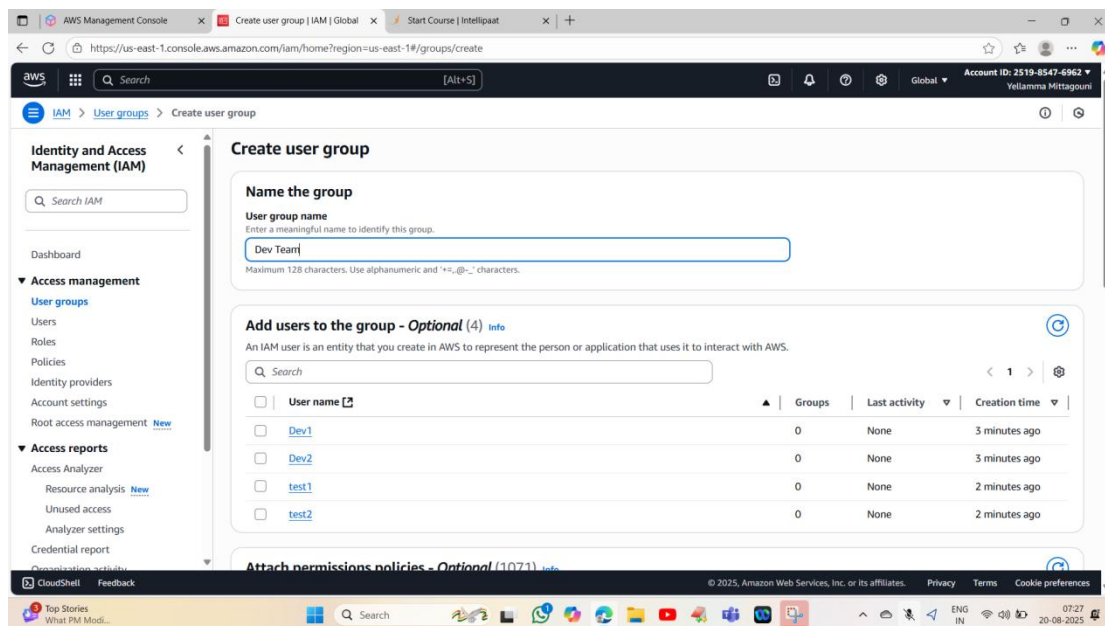 AWS Management Console
Create user group | IAM | Global
Start Course | Intellipaat
https://us-east-1.console.aws.amazon.com/iam/home?region=us-east-1#/groups/create
aws
Search
[Alt+S]
Global
Account ID: 2519-8547-6962
Yellamma Mittagouni
IAM > User groups > Create user group
Identity and Access Management (IAM)
Search IAM
Dashboard
Access management
User groups
Users
Roles
Policies
Identity providers
Account settings
Root access management New
Access reports
Access Analyzer
Resource analysis New
Unused access
Analyzer settings
Credential report
Organization activity
Create user group
Name the group
User group name
Enter a meaningful name to identify this group.
Dev Team
Maximum 128 characters. Use alphanumeric and '+=,.@-_' characters.
Add users to the group - Optional (4) Info
An IAM user is an entity that you create in AWS to represent the person or application that uses it to interact with AWS.
Search
1
User name Groups Last activity Creation time
Dev1 0 None 3 minutes ago
Dev2 0 None 3 minutes ago
test1 0 None 2 minutes ago
test2 0 None 2 minutes ago
Attach permissions policies - Optional (1071) Info
CloudShell Feedback
© 2025, Amazon Web Services, Inc. or its affiliates. Privacy Terms Cookie preferences
3
Top Stories
What PM Modi...
Search
ENG
IN
07:27
20-08-2025